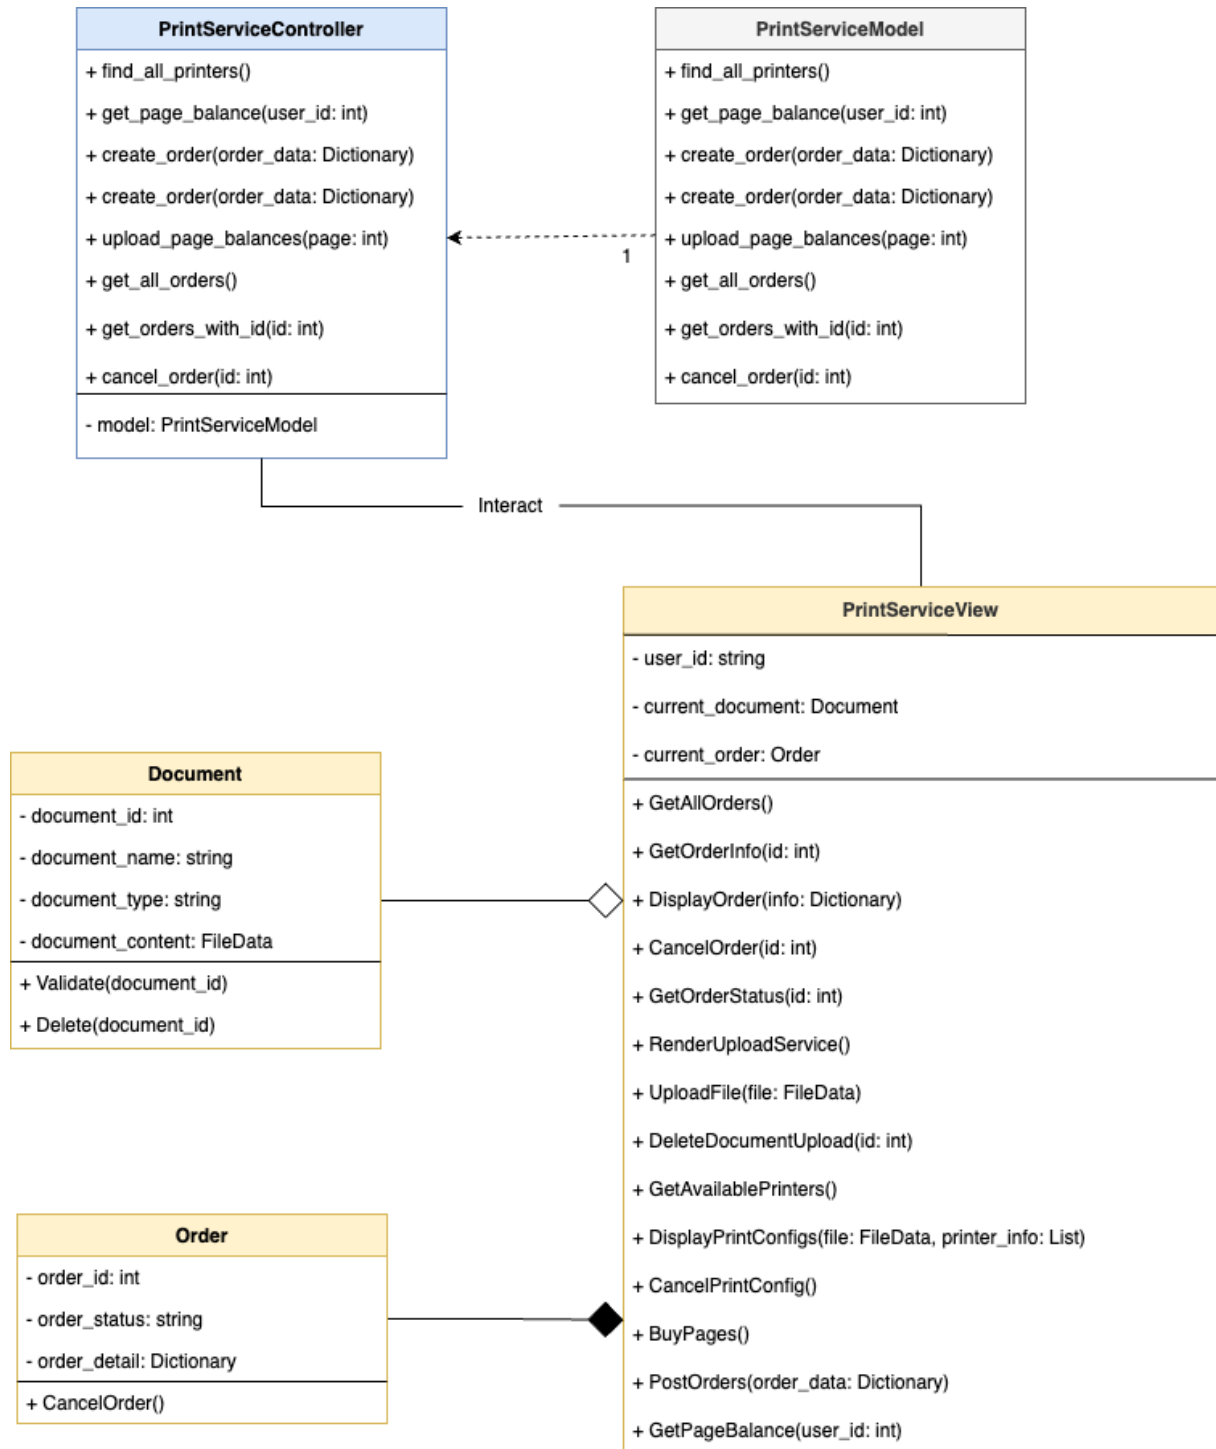 PrintServiceController
+ find_all_printers()
+ get_page_balance(user_id: int)
+ create_order(order_data: Dictionary)
+ create_order(order_data: Dictionary)
+ upload_page_balances(page: int)
+ get_all_orders()
+ get_orders_with_id(id: int)
+ cancel_order(id: int)
- model: PrintServiceModel
PrintServiceModel
+ find_all_printers()
+ get_page_balance(user_id: int)
+ create_order(order_data: Dictionary)
+ create_order(order_data: Dictionary)
+ upload_page_balances(page: int)
+ get_all_orders()
+ get_orders_with_id(id: int)
+ cancel_order(id: int)
1
Interact
PrintServiceView
- user_id: string
- current_document: Document
- current_order: Order
+ GetAllOrders()
+ GetOrderInfo(id: int)
+ DisplayOrder(info: Dictionary)
+ CancelOrder(id: int)
+ GetOrderStatus(id: int)
+ RenderUploadService()
+ UploadFile(file: FileData)
+ DeleteDocumentUpload(id: int)
+ GetAvailablePrinters()
+ DisplayPrintConfigs(file: FileData, printer_info: List)
+ CancelPrintConfig()
+ BuyPages()
+ PostOrders(order_data: Dictionary)
+ GetPageBalance(user_id: int)
Document
- document_id: int
- document_name: string
- document_type: string
- document_content: FileData
+ Validate(document_id)
+ Delete(document_id)
Order
- order_id: int
- order_status: string
- order_detail: Dictionary
+ CancelOrder()